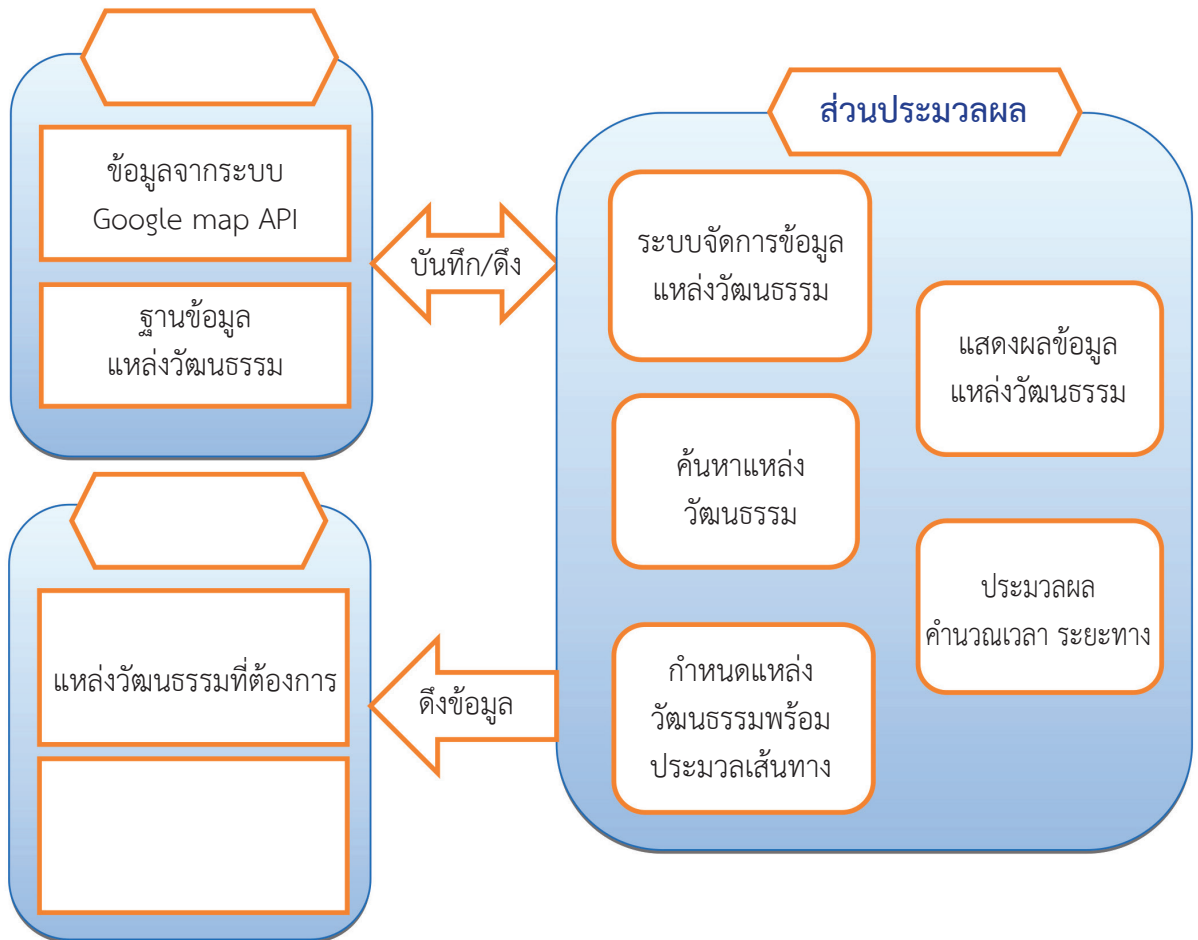 ข้อมูลจากระบบ
Google map API
ฐานข้อมูล
แหล่งวัฒนธรรม
บันทึก/ดึง
ส่วนประมวลผล
ระบบจัดการข้อมูล
แหล่งวัฒนธรรม
แสดงผลข้อมูล
แหล่งวัฒนธรรม
ค้นหาแหล่ง
วัฒนธรรม
ประมวลผล
คำนวณเวลา ระยะทาง
กำหนดแหล่ง
วัฒนธรรมพร้อม
ประมวลเส้นทาง
แหล่งวัฒนธรรมที่ต้องการ
ดึงข้อมูล